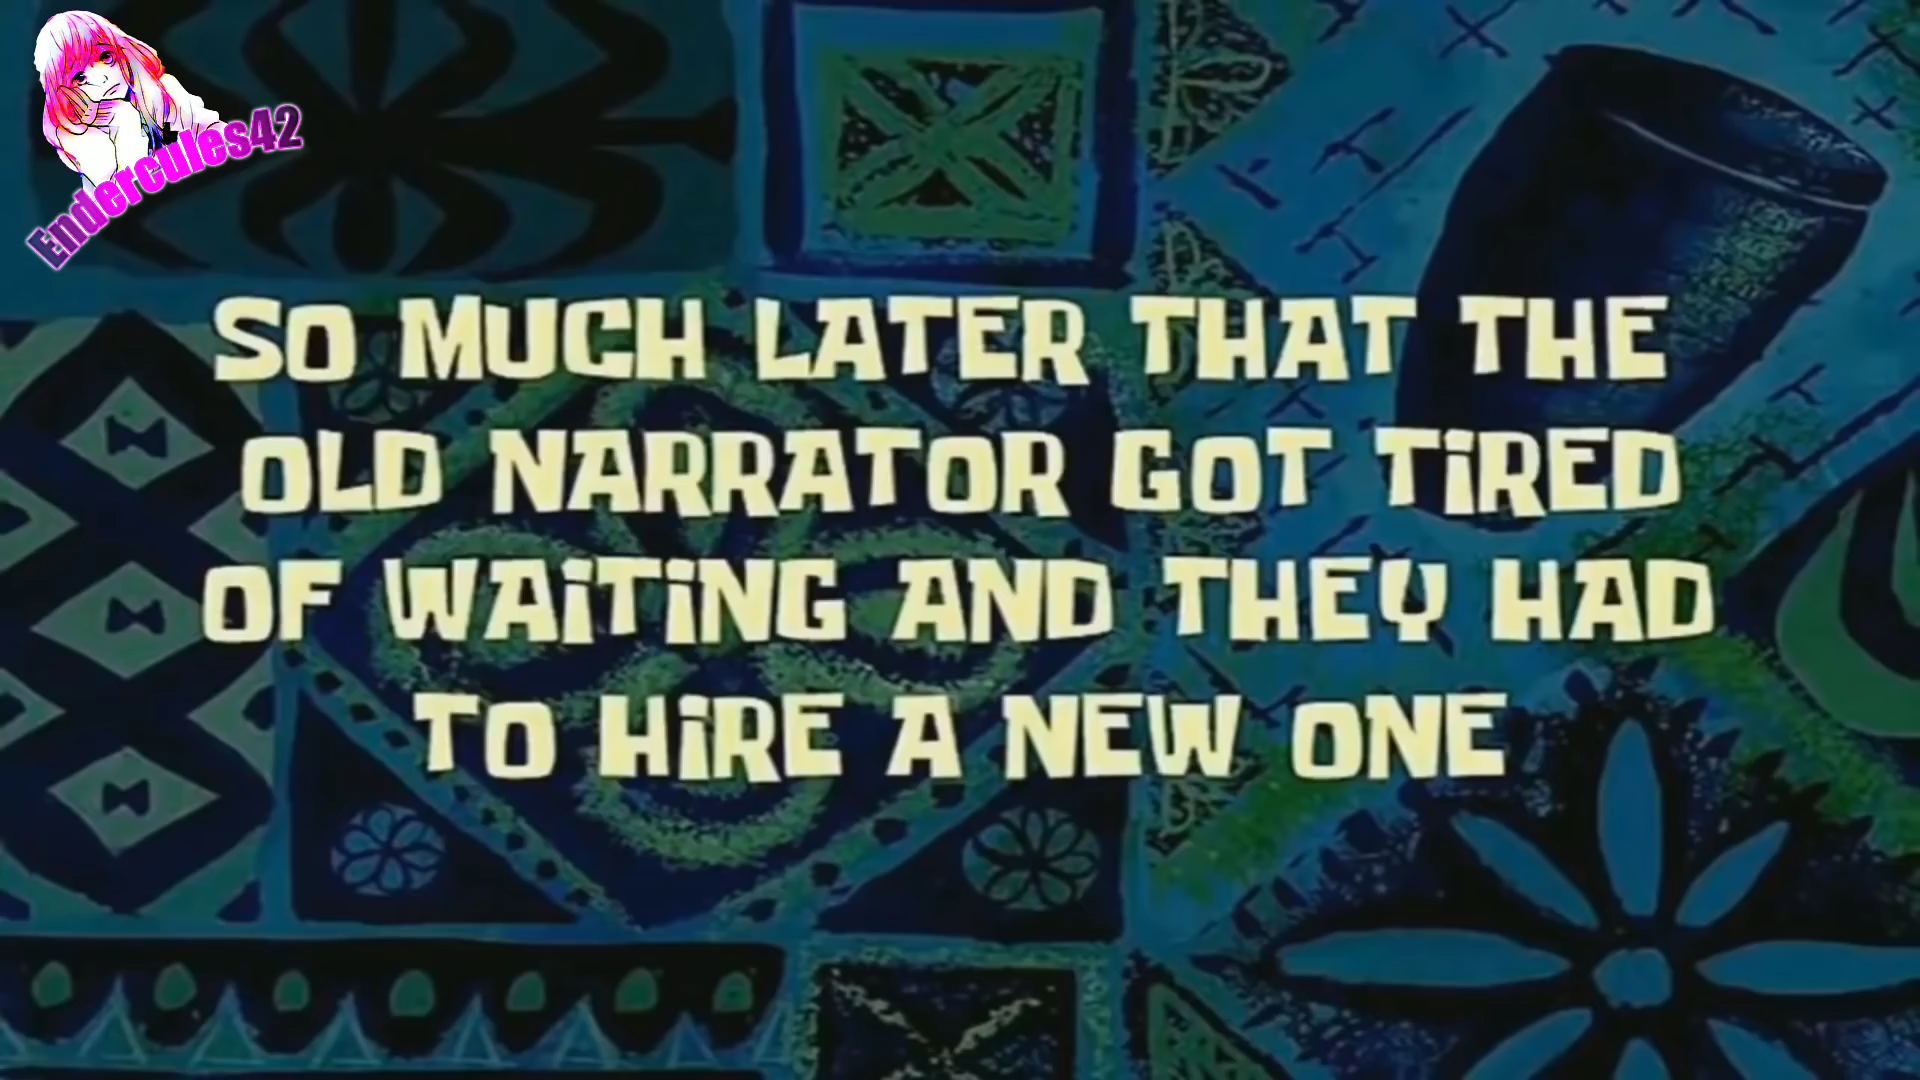 Endercules42
SO MUCH LATER THAT THE
OLD NARRATOR GOT TiRED
OF WAiTiNG AND THEY HAD
TO HiRE A NEW ONE